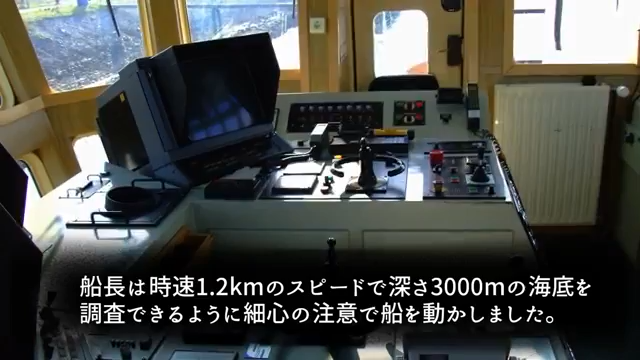 船長は時速1.2kmのスピードで深さ3000mの海底を
調査できるように細心の注意で船を動かしました。